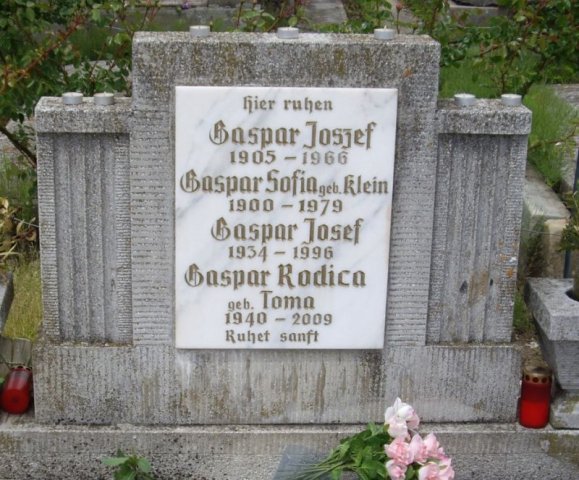 Hier ruhen
Gaspar Joszef
1905 - 1966
Gaspar Sofia geb. Klein
1900 - 1979
Gaspar Josef
1934 - 1996
Gaspar Rodica
geb. Toma
1940 - 2009
Ruhet sanft